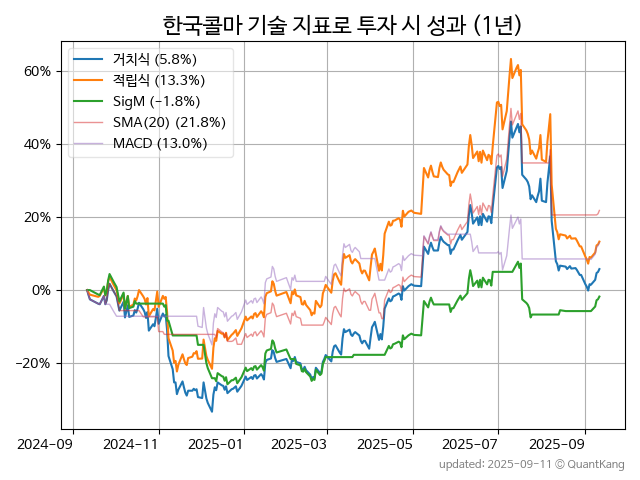 한국콜마 기술 지표로 투자 시 성과 (1년)
거치식 (5.8%)
적립식 (13.3%)
SigM (-1.8%)
SMA(20) (21.8%)
MACD (13.0%)
60%
40%
20%
0%
-20%
2024-09 2024-11 2025-01 2025-03 2025-05 2025-07 2025-09
updated: 2025-09-11 © QuantKang